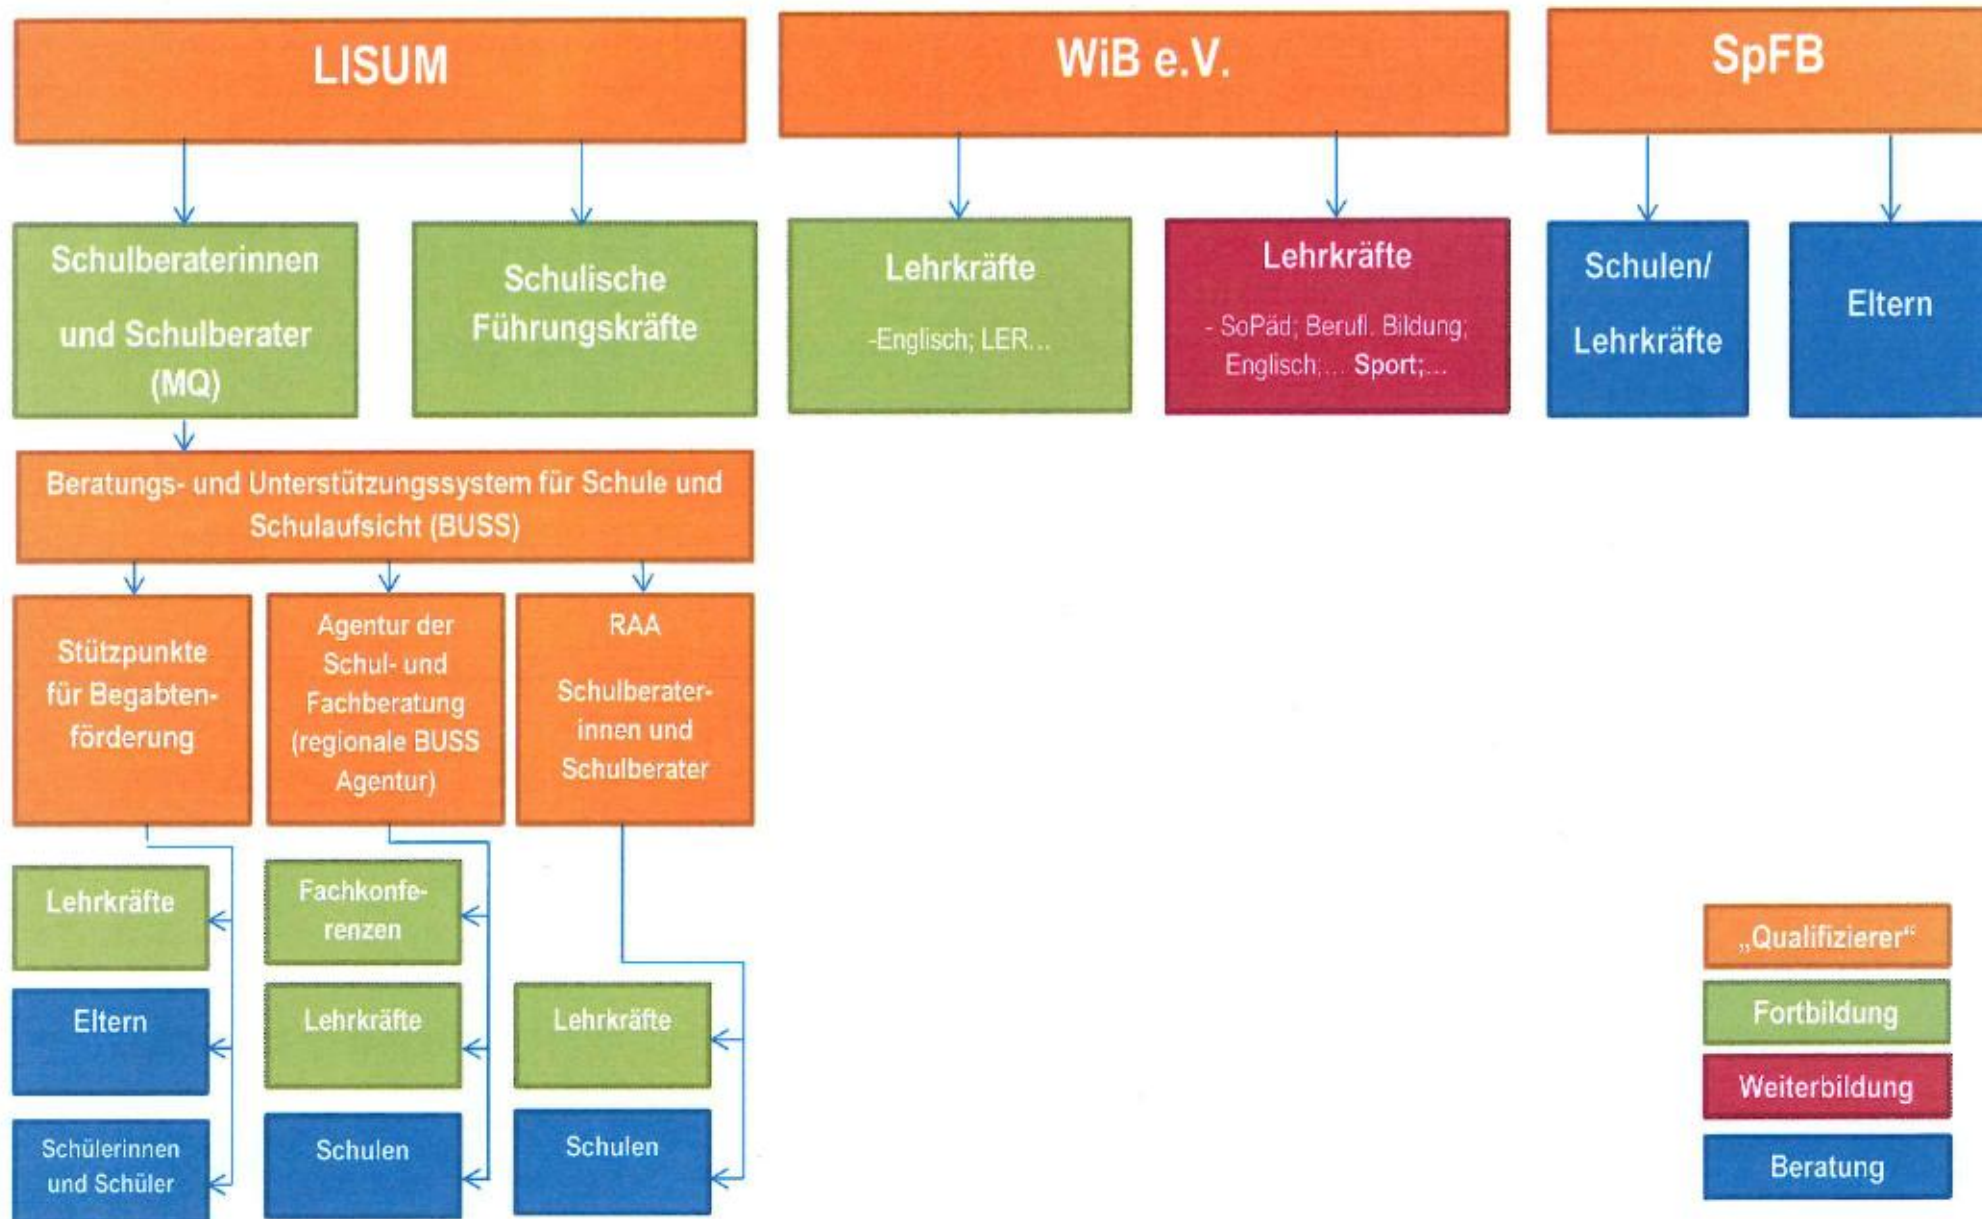 LISUM
WiB e.V.
SpFB
Schulberaterinnen
und Schulberater
(MQ)
Schulische
Führungskräfte
Lehrkräfte
-Englisch; LER...
Lehrkräfte
- SoPäd; Berufl. Bildung;
Englisch;... Sport;...
Schulen/
Lehrkräfte
Eltern
Beratungs- und Unterstützungssystem für Schule und
Schulaufsicht (BUSS)
Stützpunkte
für Begabten-
förderung
Agentur der
Schul- und
Fachberatung
(regionale BUSS
Agentur)
RAA
Schulberater-
innen und
Schulberater
Lehrkräfte
Eltern
Schülerinnen
und Schüler
Fachkonfe-
renzen
Lehrkräfte
Schulen
Lehrkräfte
Schulen
„Qualifizierer“
Fortbildung
Weiterbildung
Beratung